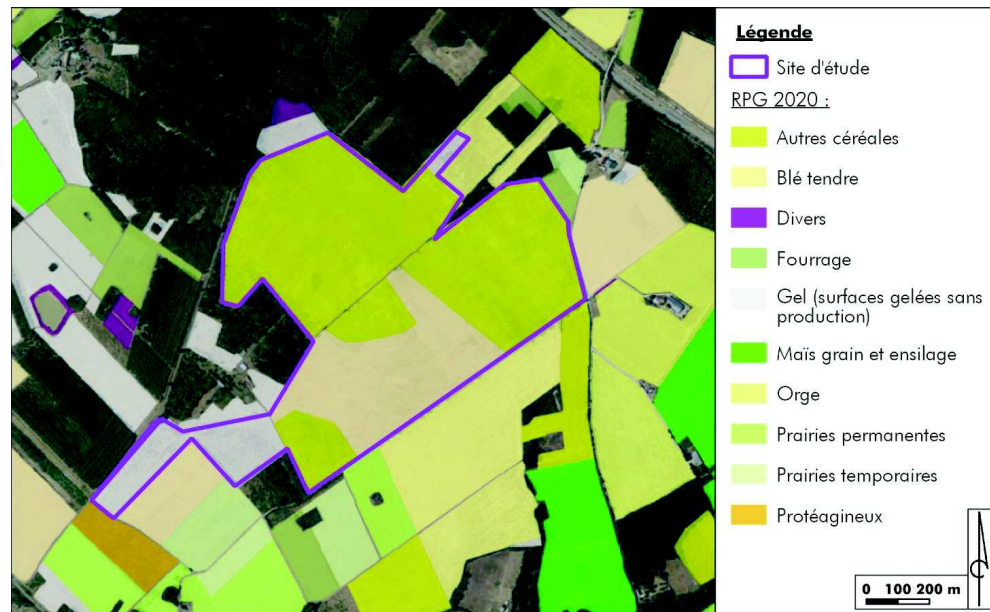 Légende
Site d'étude
RPG 2020 :
Autres céréales
Blé tendre
Divers
Fourrage
Gel (surfaces gelées sans
production)
Maïs grain et ensilage
Orge
Prairies permanentes
Prairies temporaires
Protéagineux
0 100 200 m